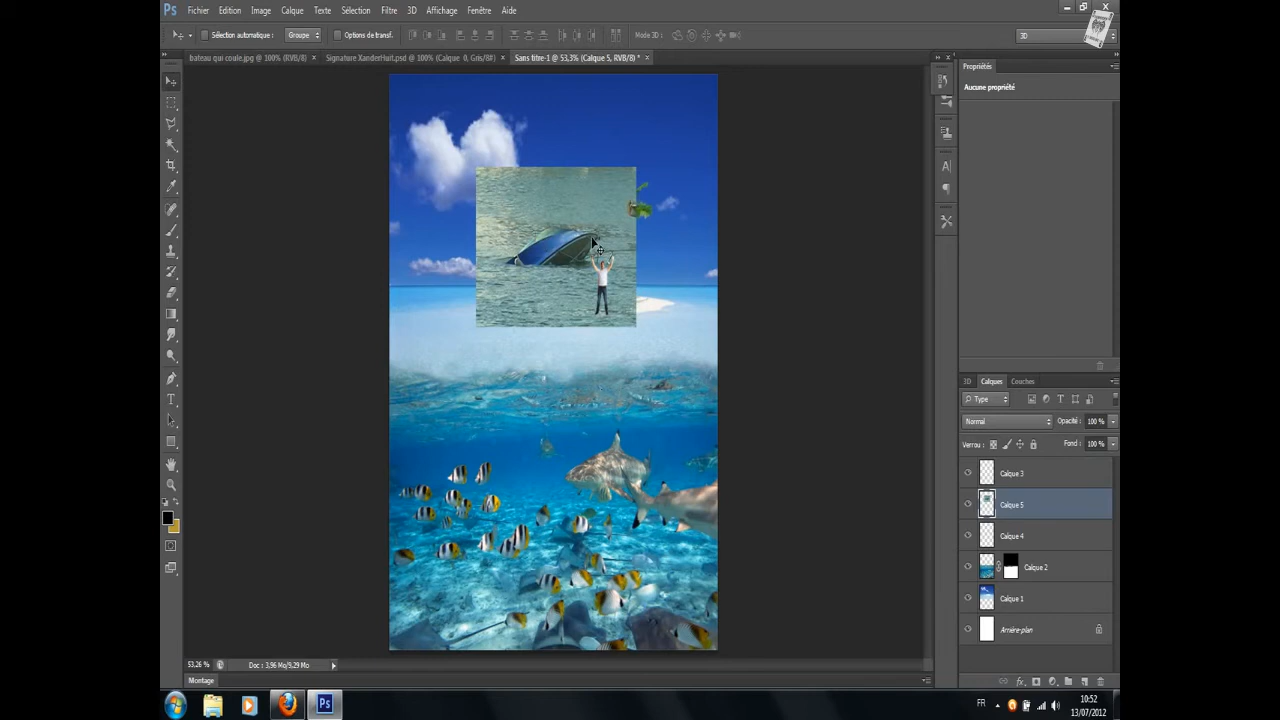 Ps Fichier Edition Image Calque Texte Sélection Filtre 3D Affichage Fenêtre Aide
Sélection automatique : Groupe Options de transf. Mode 3D : 3D
bateau qui coule.jpg @ 100% (RVB/8) × Signature XanderHuit.psd @ 100% (Calque 0, Gris/8#) × Sans titre-1 @ 53,3% (Calque 5, RVB/8) * ×
Propriétés
Aucune propriété
3D Calques Couches
Type
Normal Opacité : 100 %
Verrou : Fond : 100 %
Calque 3
Calque 5
Calque 4
Calque 2
Calque 1
Arrière-plan
53.26 % Doc : 3,96 Mo/9,29 Mo
Montage
FR 10:52
13/07/2012